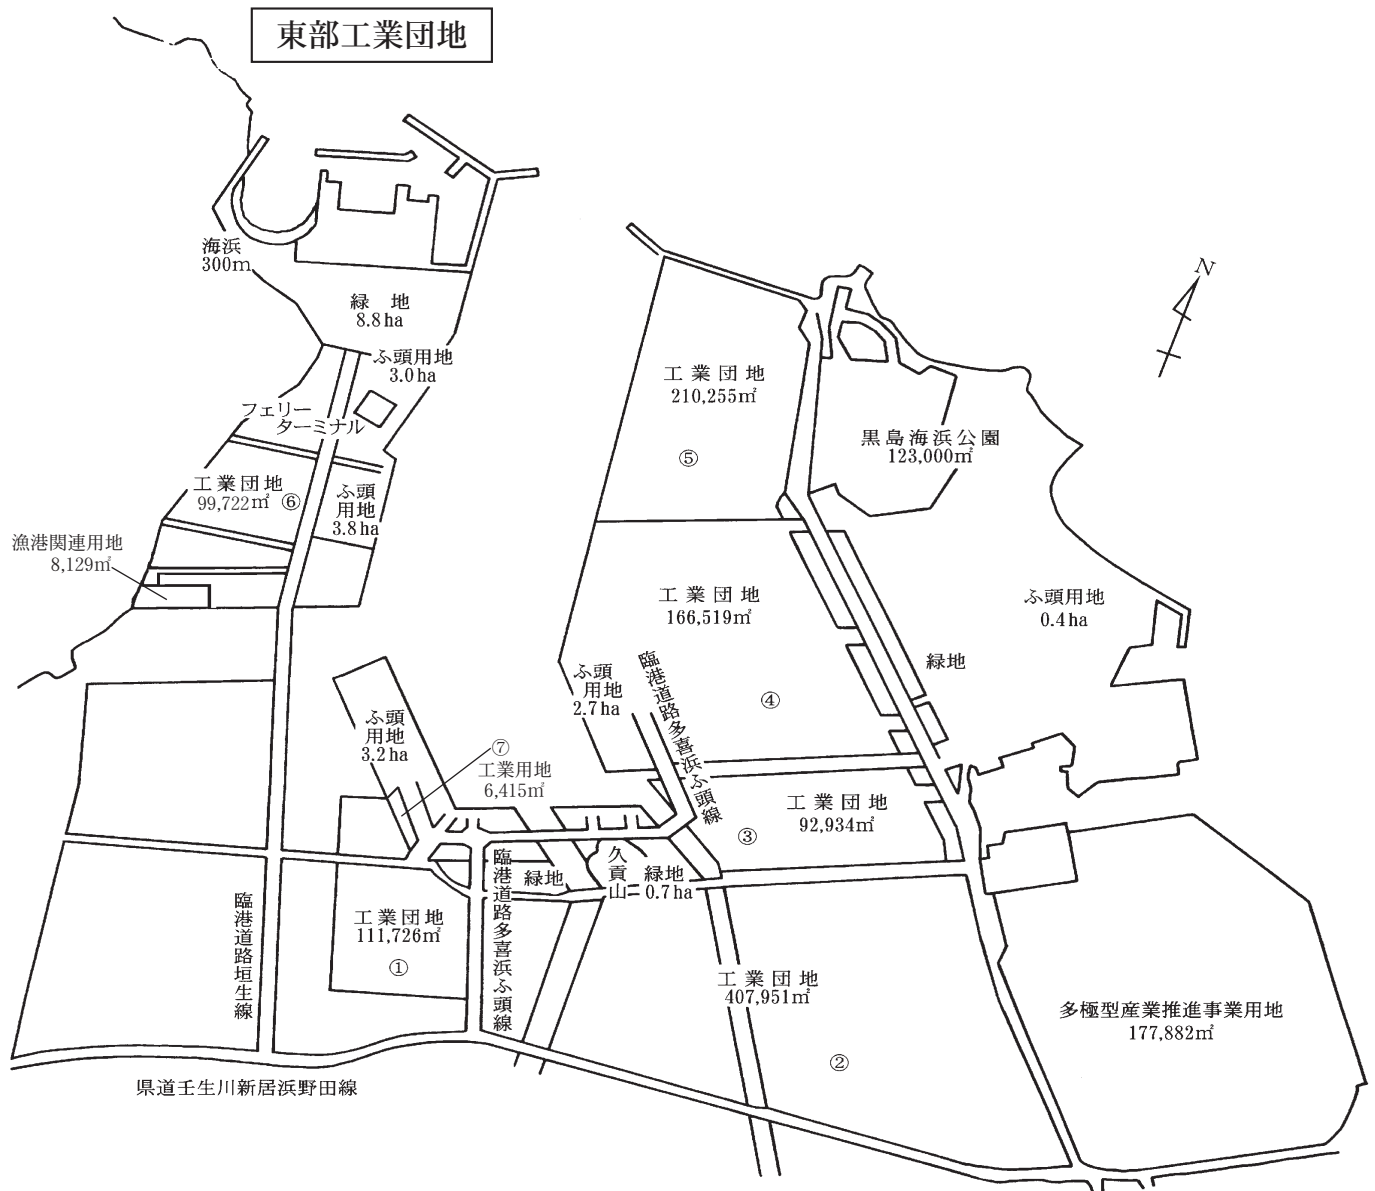 東部工業団地
N
海浜
300m
緑 地
8.8ha
ふ頭用地
3.0ha
フェリー
ターミナル
工業団地
99,722㎡ ⑥
ふ頭
用地
3.8ha
漁港関連用地
8,129㎡
工業団地
210,255㎡
⑤
黒島海浜公園
123,000㎡
工業団地
166,519㎡
④
ふ頭用地
0.4ha
緑地
ふ頭
用地
2.7ha
臨港道路多喜浜ふ頭線
ふ頭
用地
3.2ha
⑦
工業用地
6,415㎡
工業団地
92,934㎡
③
久貢山
緑地
0.7ha
緑地
臨港道路多喜浜ふ頭線
臨港道路垣生線
工業団地
111,726㎡
①
工業団地
407,951㎡
②
多極型産業推進事業用地
177,882㎡
県道壬生川新居浜野田線